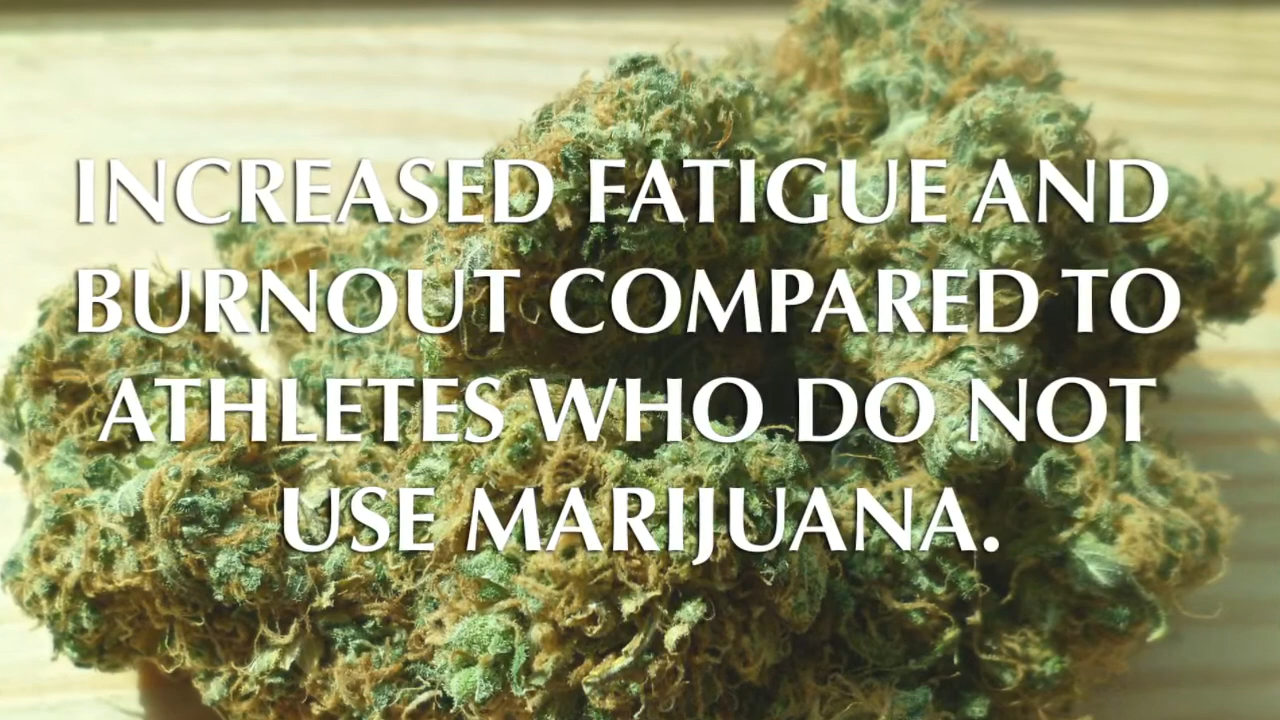 INCREASED FATIGUE AND
BURNOUT COMPARED TO
ATHLETES WHO DO NOT
USE MARIJUANA.